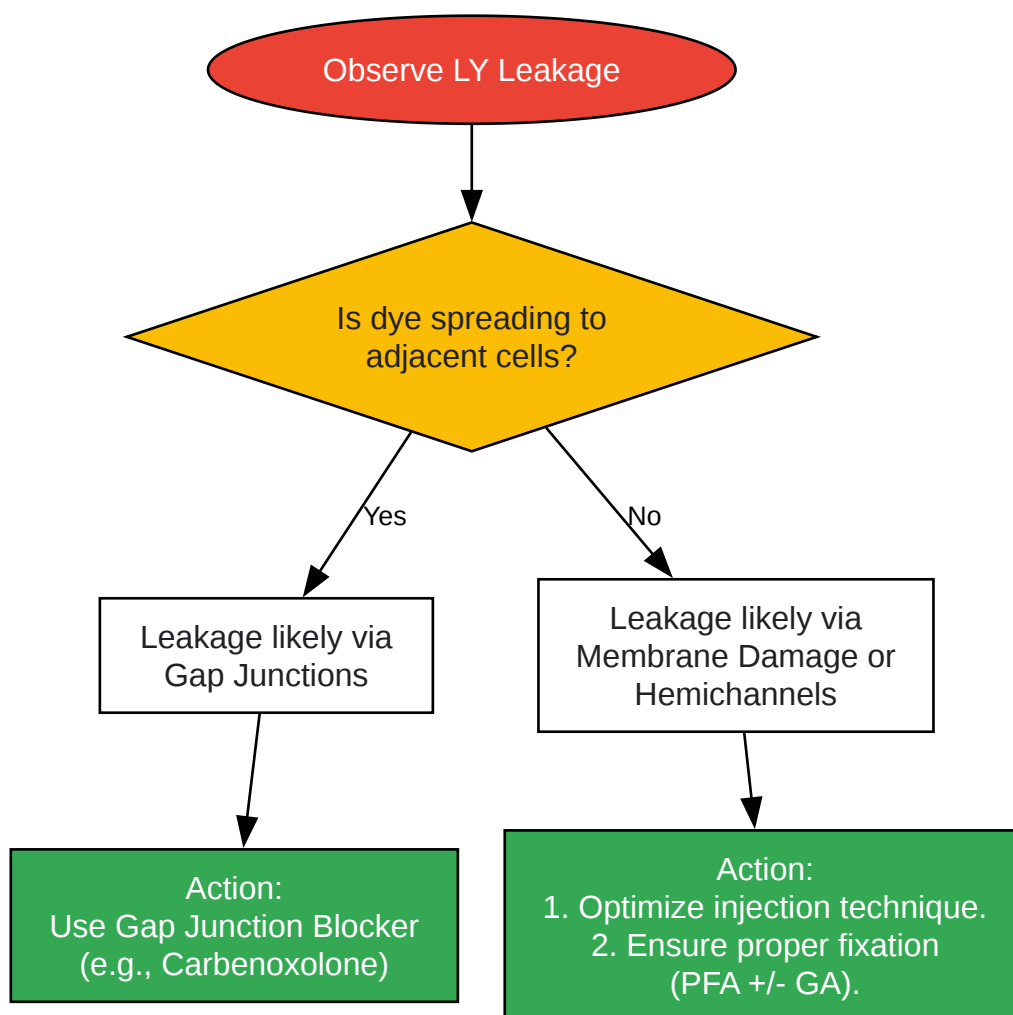 Observe LY Leakage
Is dye spreading to
adjacent cells?
Yes
No
Leakage likely via
Gap Junctions
Leakage likely via
Membrane Damage or
Hemichannels
Action:
Use Gap Junction Blocker
(e.g., Carbenoxolone)
Action:
1. Optimize injection technique.
2. Ensure proper fixation
(PFA +/- GA).